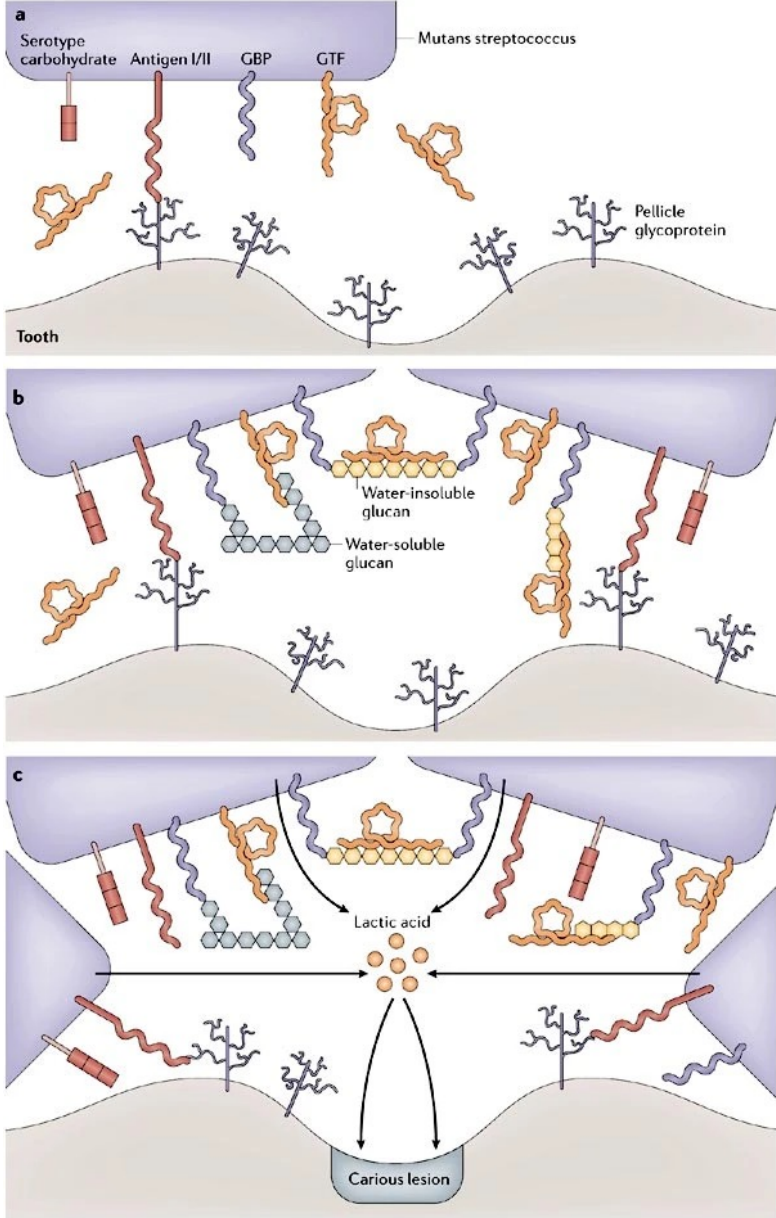 a
Serotype
carbohydrate
Antigen I/II
GBP
GTF
Mutans streptococcus
Pellicle
glycoprotein
Tooth
b
Water-insoluble
glucan
Water-soluble
glucan
c
Lactic acid
Carious lesion